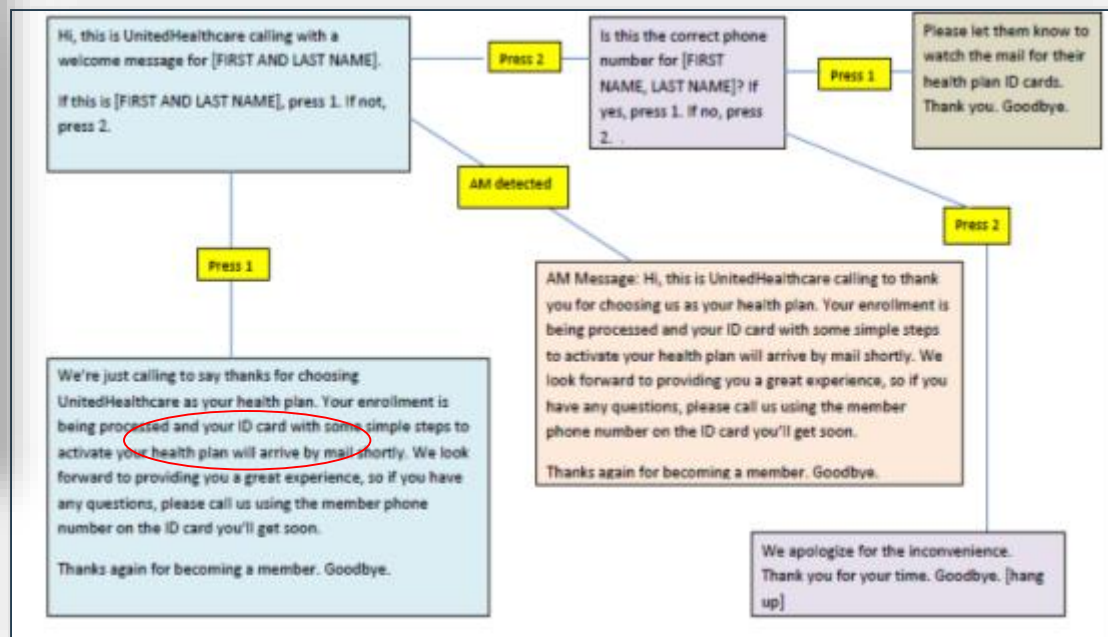 Hi, this is UnitedHealthcare calling with a
welcome message for [FIRST AND LAST NAME].
If this is [FIRST AND LAST NAME], press 1. If not,
press 2.
Press 2
Is this the correct phone
number for [FIRST
NAME, LAST NAME]? If
yes, press 1. If no, press
2. .
Press 1
Please let them know to
watch the mail for their
health plan ID cards.
Thank you. Goodbye.
AM detected
Press 2
Press 1
AM Message: Hi, this is UnitedHealthcare calling to thank
you for choosing us as your health plan. Your enrollment is
being processed and your ID card with some simple steps
to activate your health plan will arrive by mail shortly. We
look forward to providing you a great experience, so if you
have any questions, please call us using the member
phone number on the ID card you'll get soon.
Thanks again for becoming a member. Goodbye.
We're just calling to say thanks for choosing
UnitedHealthcare as your health plan. Your enrollment is
being processed and your ID card with some simple steps to
activate your health plan will arrive by mail shortly. We look
forward to providing you a great experience, so if you have
any questions, please call us using the member phone
number on the ID card you'll get soon.
Thanks again for becoming a member. Goodbye.
We apologize for the inconvenience.
Thank you for your time. Goodbye. [hang
up]